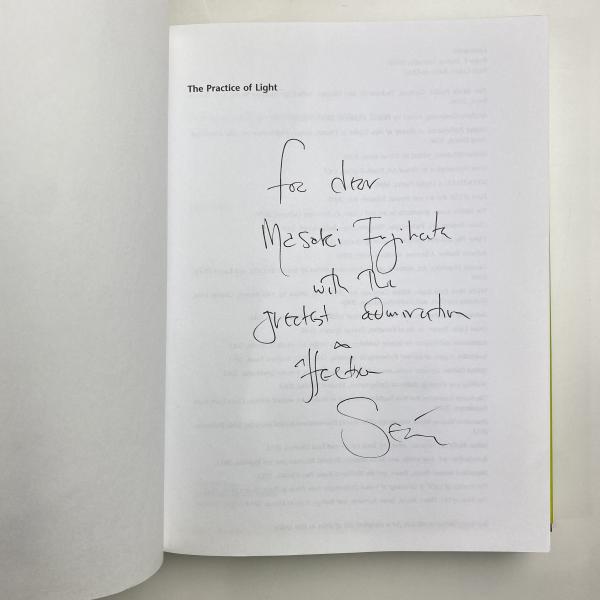 The Practice of Light
for dear
Masaki Fujihata
with the
greatest admiration
&
affection
Seán